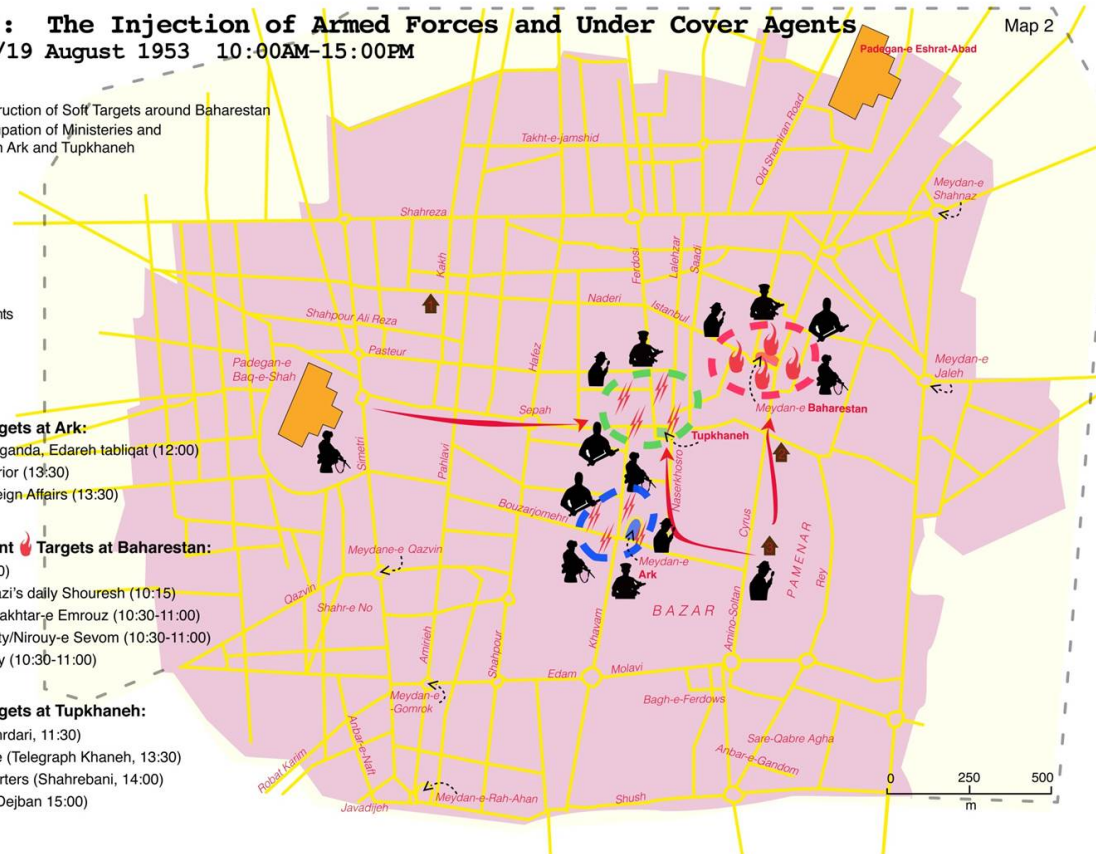 : The Injection of Armed Forces and Under Cover Agents
/19 August 1953 10:00AM-15:00PM
Map 2
Padegan-e Eshrat-Abad
ruction of Soft Targets around Baharestan
upation of Ministeries and
n Ark and Tupkhaneh
Takht-e-jamshid
Old Shemiran Road
Meydan-e
Shahnaz
Shahreza
Kakh
Ferdosi
Lalehzar
Saadi
Naderi
Istanbul
nts
Shahpour Ali Reza
Pasteur
Hafez
Padegan-e
Baq-e-Shah
Meydan-e
Jaleh
Sepah
Meydan-e Baharestan
Tupkhaneh
gets at Ark:
ganda, Edareh tabliqat (12:00)
rior (13:30)
eign Affairs (13:30)
Simetri
Pahlavi
Naserkhosro
Bouzarjomehri
Cyrus
PAMENAR
Rey
nt Targets at Baharestan:
0)
azi's daily Shouresh (10:15)
akhtar-e Emrouz (10:30-11:00)
ty/Nirouy-e Sevom (10:30-11:00)
y (10:30-11:00)
Meydane-e Qazvin
Meydan-e
Ark
Qazvin
Shahr-e No
BAZAR
Amirieh
Shahpour
Khavam
Amino-Soltan
Edam
Molavi
Meydan-e
-Gomrok
Bagh-e-Ferdows
gets at Tupkhaneh:
hrdari, 11:30)
e (Telegraph Khaneh, 13:30)
rters (Shahrebani, 14:00)
Dejban 15:00)
Anbar-e-Naft
Robat Karim
Sare-Qabre Agha
Anbar-e-Gandom
0 250 500
m
Meydan-e-Rah-Ahan
Javadijeh
Shush